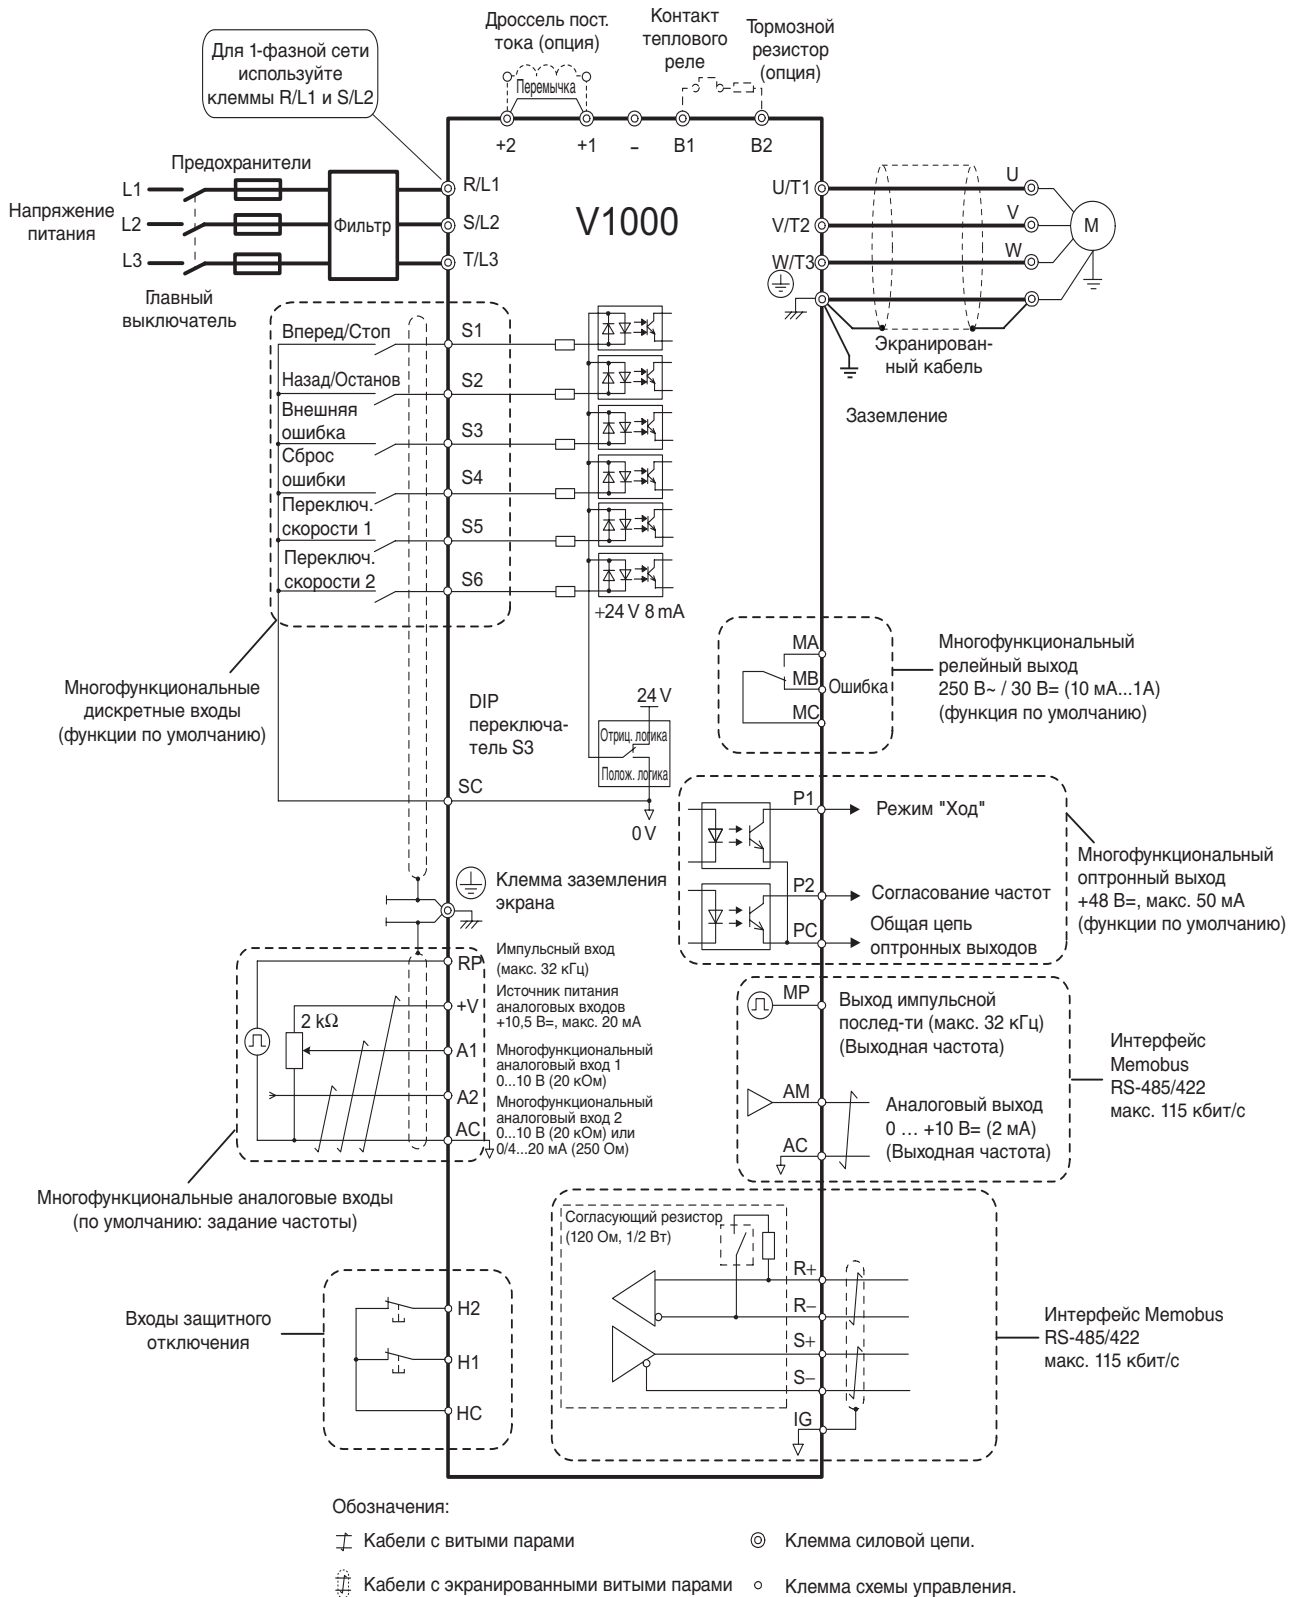 Дроссель пост.
тока (опция)
Контакт
теплового
реле
Тормозной
резистор
(опция)
Для 1-фазной сети
используйте
клеммы R/L1 и S/L2
Перемычка
+2
+1
–
B1
B2
Предохранители
L1
L2
L3
Напряжение
питания
Фильтр
Главный
выключатель
R/L1
S/L2
T/L3
V1000
U/T1
V/T2
W/T3
U
V
W
M
Экранирован-
ный кабель
Заземление
Вперед/Стоп
S1
Назад/Останов
S2
Внешняя
ошибка
S3
Сброс
ошибки
S4
Переключ.
скорости 1
S5
Переключ.
скорости 2
S6
+24 V 8 mA
Многофункциональные
дискретные входы
(функции по умолчанию)
DIP
переключа-
тель S3
24 V
Отриц. логика
Полож. логика
SC
0 V
MA
MB
MC
Ошибка
Многофункциональный
релейный выход
250 В~ / 30 В= (10 мА...1А)
(функция по умолчанию)
P1
Режим "Ход"
P2
Согласование частот
PC
Общая цепь
оптронных выходов
Многофункциональный
оптронный выход
+48 В=, макс. 50 мА
(функции по умолчанию)
Клемма заземления
экрана
RP
Импульсный вход
(макс. 32 кГц)
+V
Источник питания
аналоговых входов
+10,5 В=, макс. 20 мА
2 kΩ
A1
Многофункциональный
аналоговый вход 1
0...10 В (20 кОм)
A2
Многофункциональный
аналоговый вход 2
0...10 В (20 кОм) или
0/4...20 мА (250 Ом)
AC
Многофункциональные аналоговые входы
(по умолчанию: задание частоты)
MP
Выход импульсной
послед-ти (макс. 32 кГц)
(Выходная частота)
AM
Аналоговый выход
0 … +10 В= (2 мА)
(Выходная частота)
AC
Интерфейс
Memobus
RS-485/422
макс. 115 кбит/с
Согласующий резистор
(120 Ом, 1/2 Вт)
R+
R–
S+
S–
IG
Интерфейс Memobus
RS-485/422
макс. 115 кбит/с
Входы защитного
отключения
H2
H1
HC
Обозначения:
Кабели с витыми парами
Клемма силовой цепи.
Кабели с экранированными витыми парами
Клемма схемы управления.